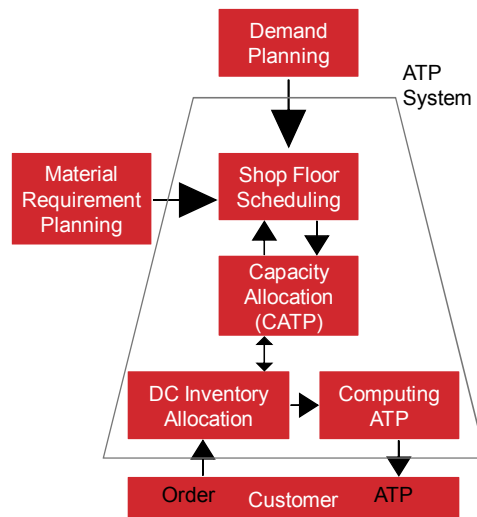 Demand
Planning
ATP
System
Material
Requirement
Planning
Shop Floor
Scheduling
Capacity
Allocation
(CATP)
DC Inventory
Allocation
Computing
ATP
Order Customer ATP